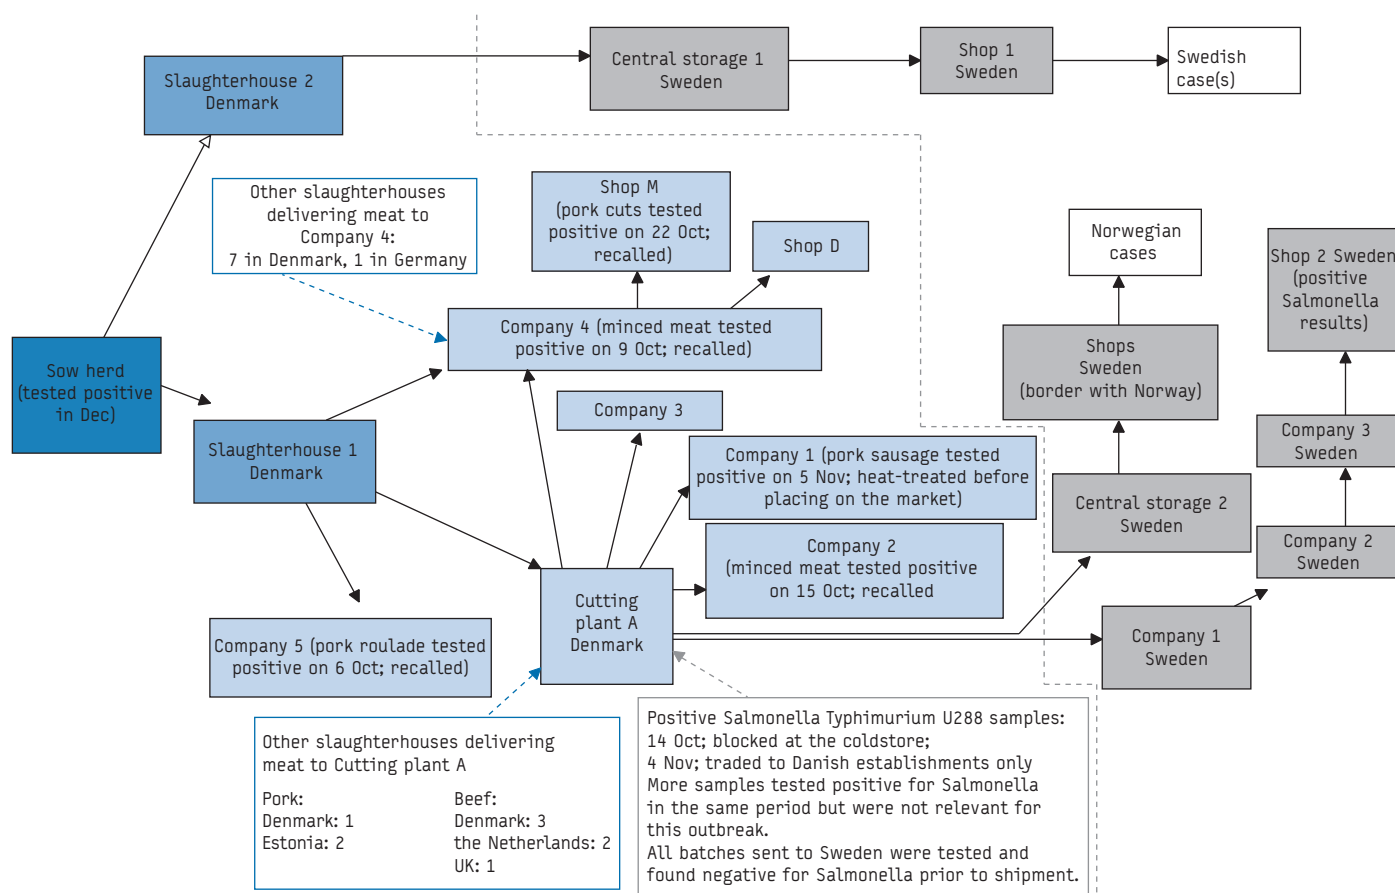 Slaughterhouse 2
Denmark
Central storage 1
Sweden
Shop 1
Sweden
Swedish
case(s)
Other slaughterhouses
delivering meat to
Company 4:
7 in Denmark, 1 in Germany
Shop M
(pork cuts tested
positive on 22 Oct;
recalled)
Shop D
Norwegian
cases
Shop 2 Sweden
(positive
Salmonella
results)
Sow herd
(tested positive
in Dec)
Company 4 (minced meat tested
positive on 9 Oct; recalled)
Shops
Sweden
(border with Norway)
Slaughterhouse 1
Denmark
Company 3
Company 3
Sweden
Company 1 (pork sausage tested
positive on 5 Nov; heat-treated before
placing on the market)
Central storage 2
Sweden
Company 2
(minced meat tested positive
on 15 Oct; recalled
Company 2
Sweden
Cutting
plant A
Denmark
Company 5 (pork roulade tested
positive on 6 Oct; recalled)
Company 1
Sweden
Other slaughterhouses delivering
meat to Cutting plant A
Pork:
Denmark: 1
Estonia: 2
Beef:
Denmark: 3
the Netherlands: 2
UK: 1
Positive Salmonella Typhimurium U288 samples:
14 Oct; blocked at the coldstore;
4 Nov; traded to Danish establishments only
More samples tested positive for Salmonella
in the same period but were not relevant for
this outbreak.
All batches sent to Sweden were tested and
found negative for Salmonella prior to shipment.